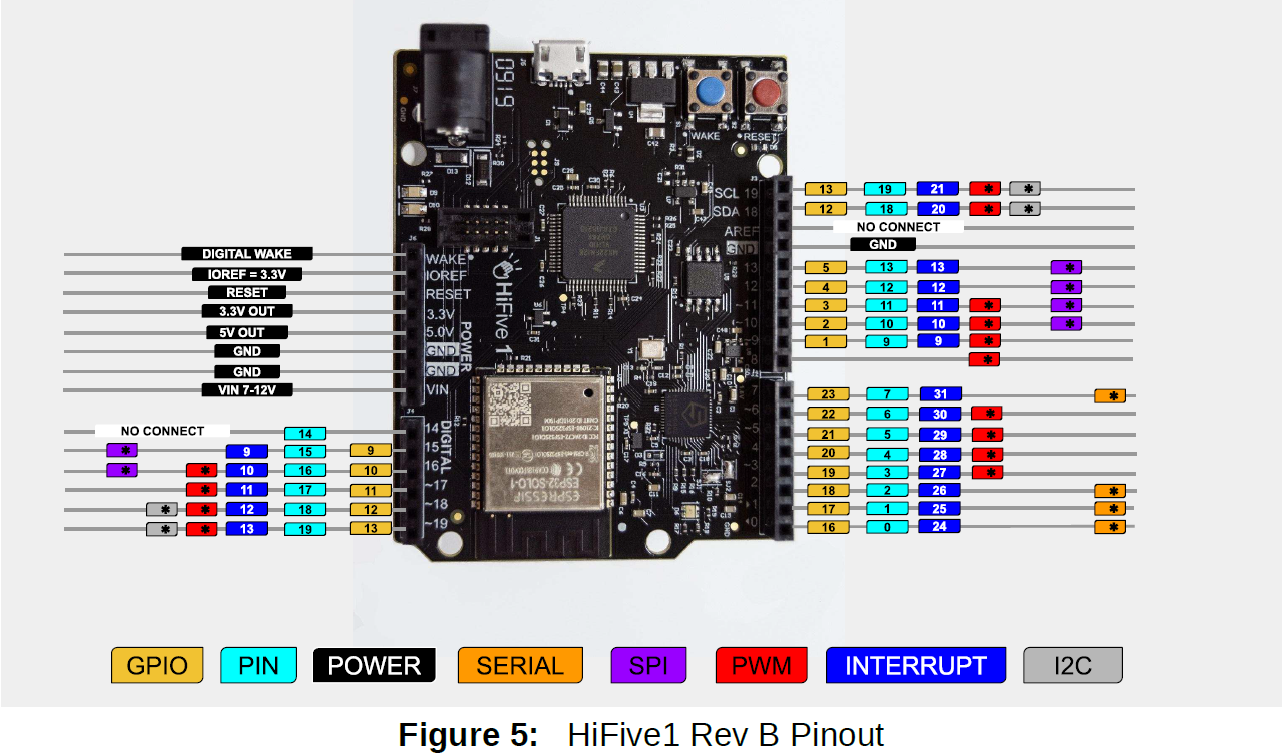 0919
WAKE
RESET
SCL 19
13 19 21 * *
SDA 18
12 18 20 * *
AREF
NO CONNECT
GND
GND
DIGITAL WAKE
WAKE
13
5 13 13 *
IOREF = 3.3V
IOREF
12
4 12 12 *
RESET
RESET
~11
3 11 11 * *
3.3V OUT
3.3V
~10
2 10 10 * *
5V OUT
5.0V
~9
1 9 9 *
GND
GND
8
*
GND
GND
VIN 7-12V
VIN
POWER
HiFive 1
7
23 7 31 *
~6
22 6 30 *
NO CONNECT
14
14
~5
21 5 29 *
* 9 15 9
15
4
20 4 28 *
* * 10 16 10
16
~3
19 3 27 *
* 11 17 11
~17
2
18 2 26 *
* * 12 18 12
~18
17 1 25 *
* * 13 19 13
~19
16 0 24 *
DIGITAL
ESPRESSIF
ESP32-SOLO-1
GPIO PIN POWER SERIAL SPI PWM INTERRUPT I2C
Figure 5: HiFive1 Rev B Pinout